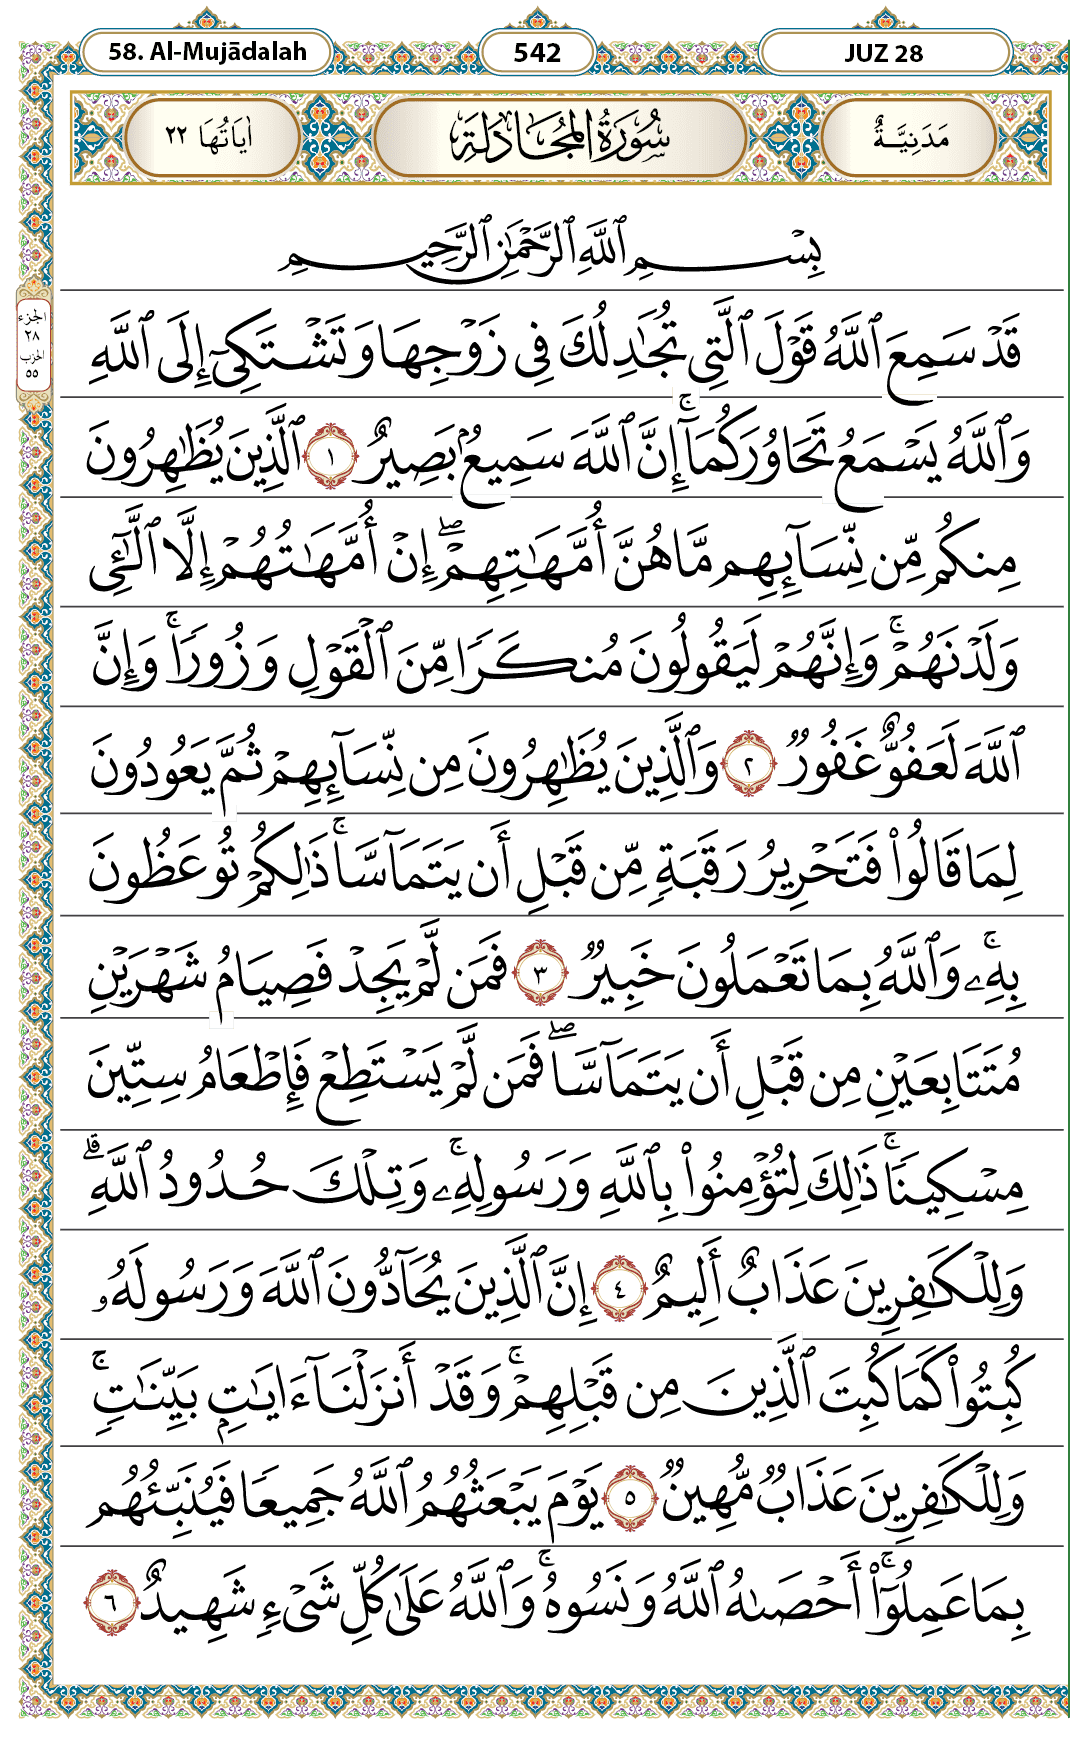 58. Al-Mujādalah 542 JUZ 28
مَدَنِيَّةٌ سُورَةُ المُجَادلَةِ اٰيَاتُهَا ٢٢
بِسْمِ ٱللَّهِ ٱلرَّحْمَٰنِ ٱلرَّحِيمِ
الجزء
٢٨
الحزب
٥٥
قَدْ سَمِعَ ٱللَّهُ قَوْلَ ٱلَّتِى تُجَٰدِلُكَ فِى زَوْجِهَا وَتَشْتَكِىٓ إِلَى ٱللَّهِ
وَٱللَّهُ يَسْمَعُ تَحَاوُرَكُمَآ ۚ إِنَّ ٱللَّهَ سَمِيعٌۢ بَصِيرٌ ١ ٱلَّذِينَ يُظَٰهِرُونَ
مِنكُم مِّن نِّسَآئِهِم مَّا هُنَّ أُمَّهَٰتِهِمْ ۖ إِنْ أُمَّهَٰتُهُمْ إِلَّا ٱلَّٰٓـِٔى
وَلَدْنَهُمْ ۚ وَإِنَّهُمْ لَيَقُولُونَ مُنكَرًا مِّنَ ٱلْقَوْلِ وَزُورًا ۚ وَإِنَّ
ٱللَّهَ لَعَفُوٌّ غَفُورٌ ٢ وَٱلَّذِينَ يُظَٰهِرُونَ مِن نِّسَآئِهِمْ ثُمَّ يَعُودُونَ
لِمَا قَالُوا۟ فَتَحْرِيرُ رَقَبَةٍ مِّن قَبْلِ أَن يَتَمَآسَّا ۚ ذَٰلِكُمْ تُوعَظُونَ
بِهِۦ ۚ وَٱللَّهُ بِمَا تَعْمَلُونَ خَبِيرٌ ٣ فَمَن لَّمْ يَجِدْ فَصِيَامُ شَهْرَيْنِ
مُتَتَابِعَيْنِ مِن قَبْلِ أَن يَتَمَآسَّا ۖ فَمَن لَّمْ يَسْتَطِعْ فَإِطْعَامُ سِتِّينَ
مِسْكِينًا ۚ ذَٰلِكَ لِتُؤْمِنُوا۟ بِٱللَّهِ وَرَسُولِهِۦ ۚ وَتِلْكَ حُدُودُ ٱللَّهِ ۗ
وَلِلْكَٰفِرِينَ عَذَابٌ أَلِيمٌ ٤ إِنَّ ٱلَّذِينَ يُحَآدُّونَ ٱللَّهَ وَرَسُولَهُۥ
كُبِتُوا۟ كَمَا كُبِتَ ٱلَّذِينَ مِن قَبْلِهِمْ ۚ وَقَدْ أَنزَلْنَآ ءَايَٰتٍۭ بَيِّنَٰتٍ ۚ
وَلِلْكَٰفِرِينَ عَذَابٌ مُّهِينٌ ٥ يَوْمَ يَبْعَثُهُمُ ٱللَّهُ جَمِيعًا فَيُنَبِّئُهُم
بِمَا عَمِلُوٓا۟ ۚ أَحْصَىٰهُ ٱللَّهُ وَنَسُوهُ ۚ وَٱللَّهُ عَلَىٰ كُلِّ شَىْءٍ شَهِيدٌ ٦